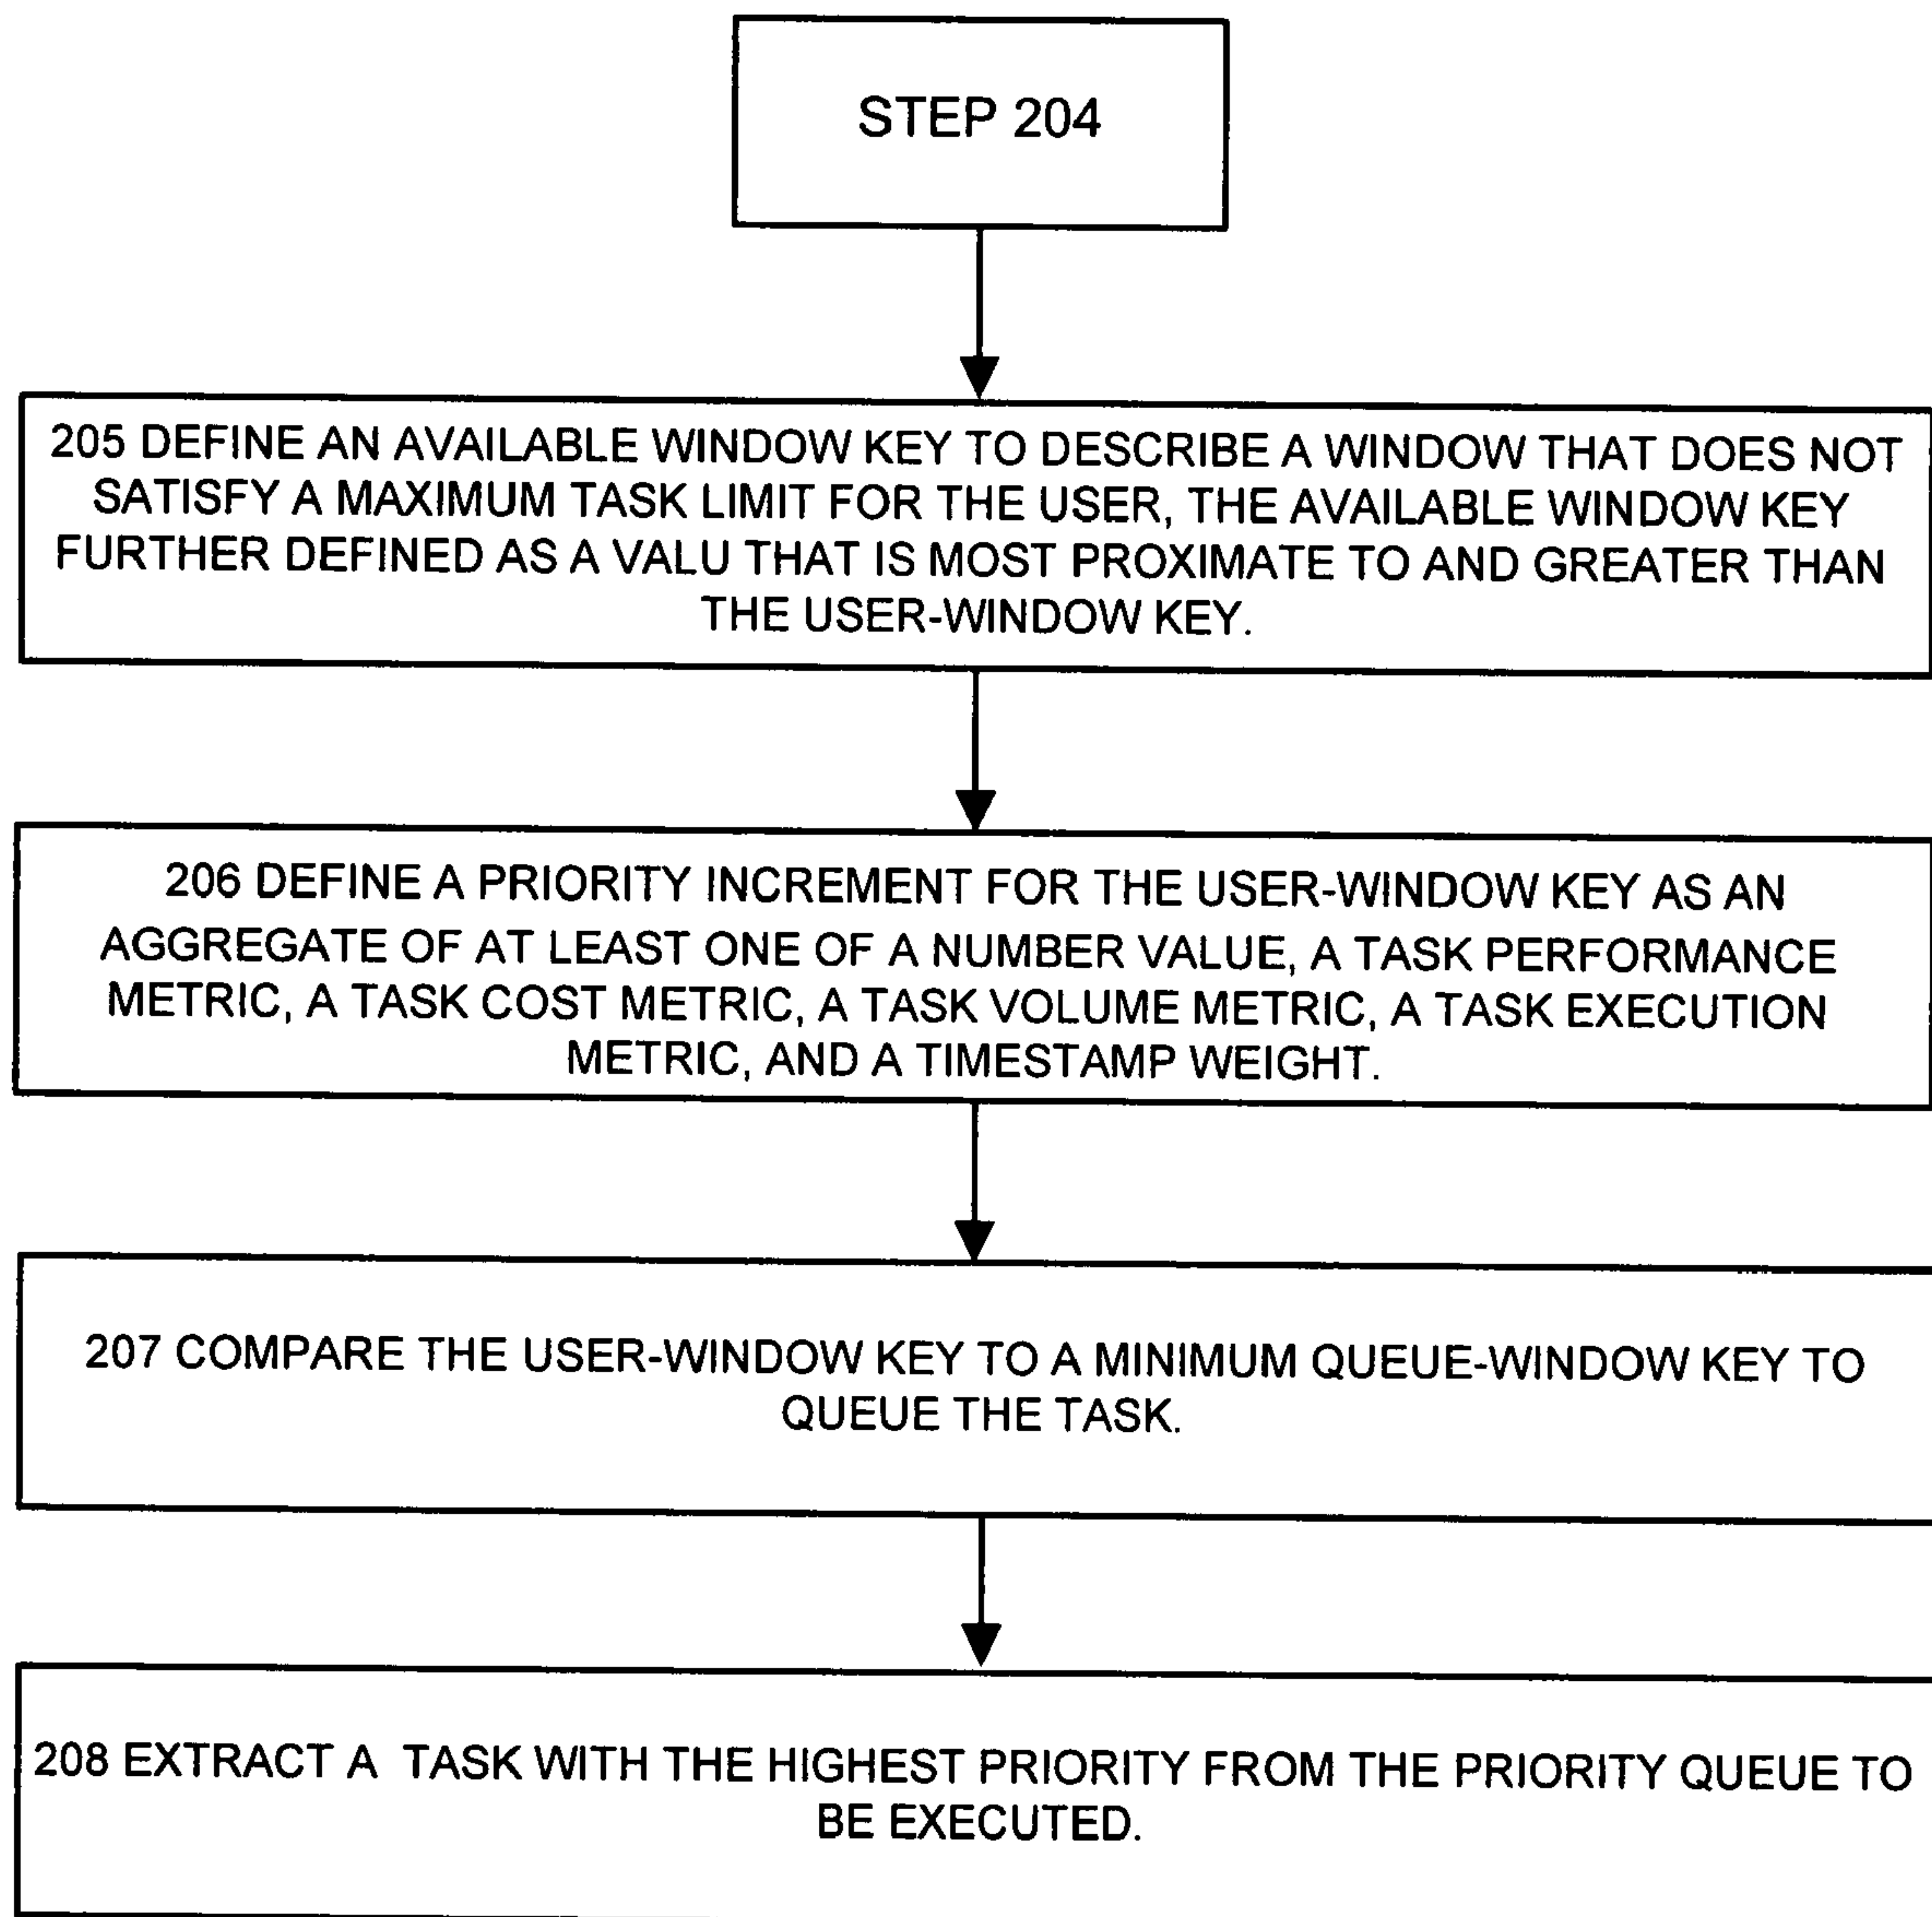 STEP 204
205 DEFINE AN AVAILABLE WINDOW KEY TO DESCRIBE A WINDOW THAT DOES NOT
SATISFY A MAXIMUM TASK LIMIT FOR THE USER, THE AVAILABLE WINDOW KEY
FURTHER DEFINED AS A VALU THAT IS MOST PROXIMATE TO AND GREATER THAN
THE USER-WINDOW KEY.
206 DEFINE A PRIORITY INCREMENT FOR THE USER-WINDOW KEY AS AN
AGGREGATE OF AT LEAST ONE OF A NUMBER VALUE, A TASK PERFORMANCE
METRIC, A TASK COST METRIC, A TASK VOLUME METRIC, A TASK EXECUTION
METRIC, AND A TIMESTAMP WEIGHT.
207 COMPARE THE USER-WINDOW KEY TO A MINIMUM QUEUE-WINDOW KEY TO
QUEUE THE TASK.
208 EXTRACT A TASK WITH THE HIGHEST PRIORITY FROM THE PRIORITY QUEUE TO
BE EXECUTED.